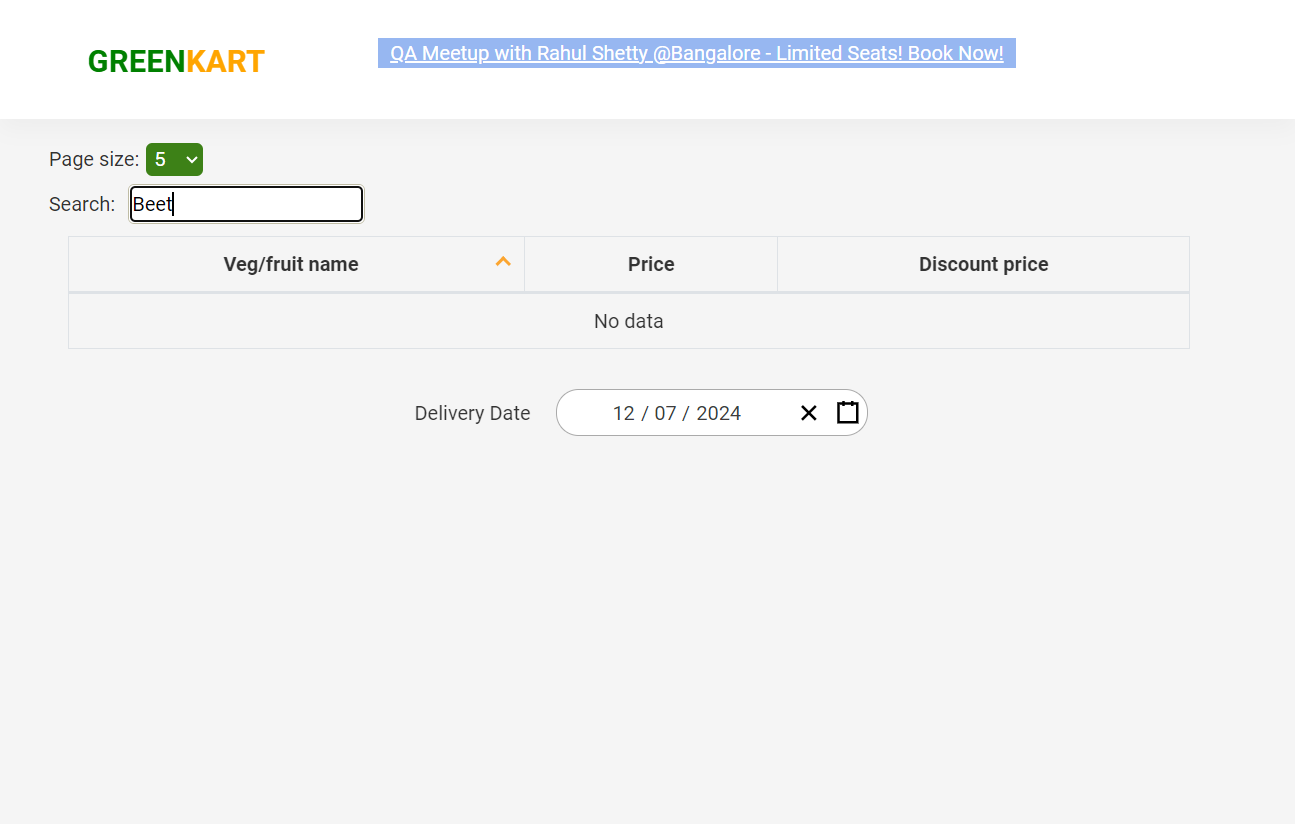 GREENKART
QA Meetup with Rahul Shetty @Bangalore - Limited Seats! Book Now!
Page size: 5
Search: Beet
Veg/fruit name Price Discount price
No data
Delivery Date 12 / 07 / 2024